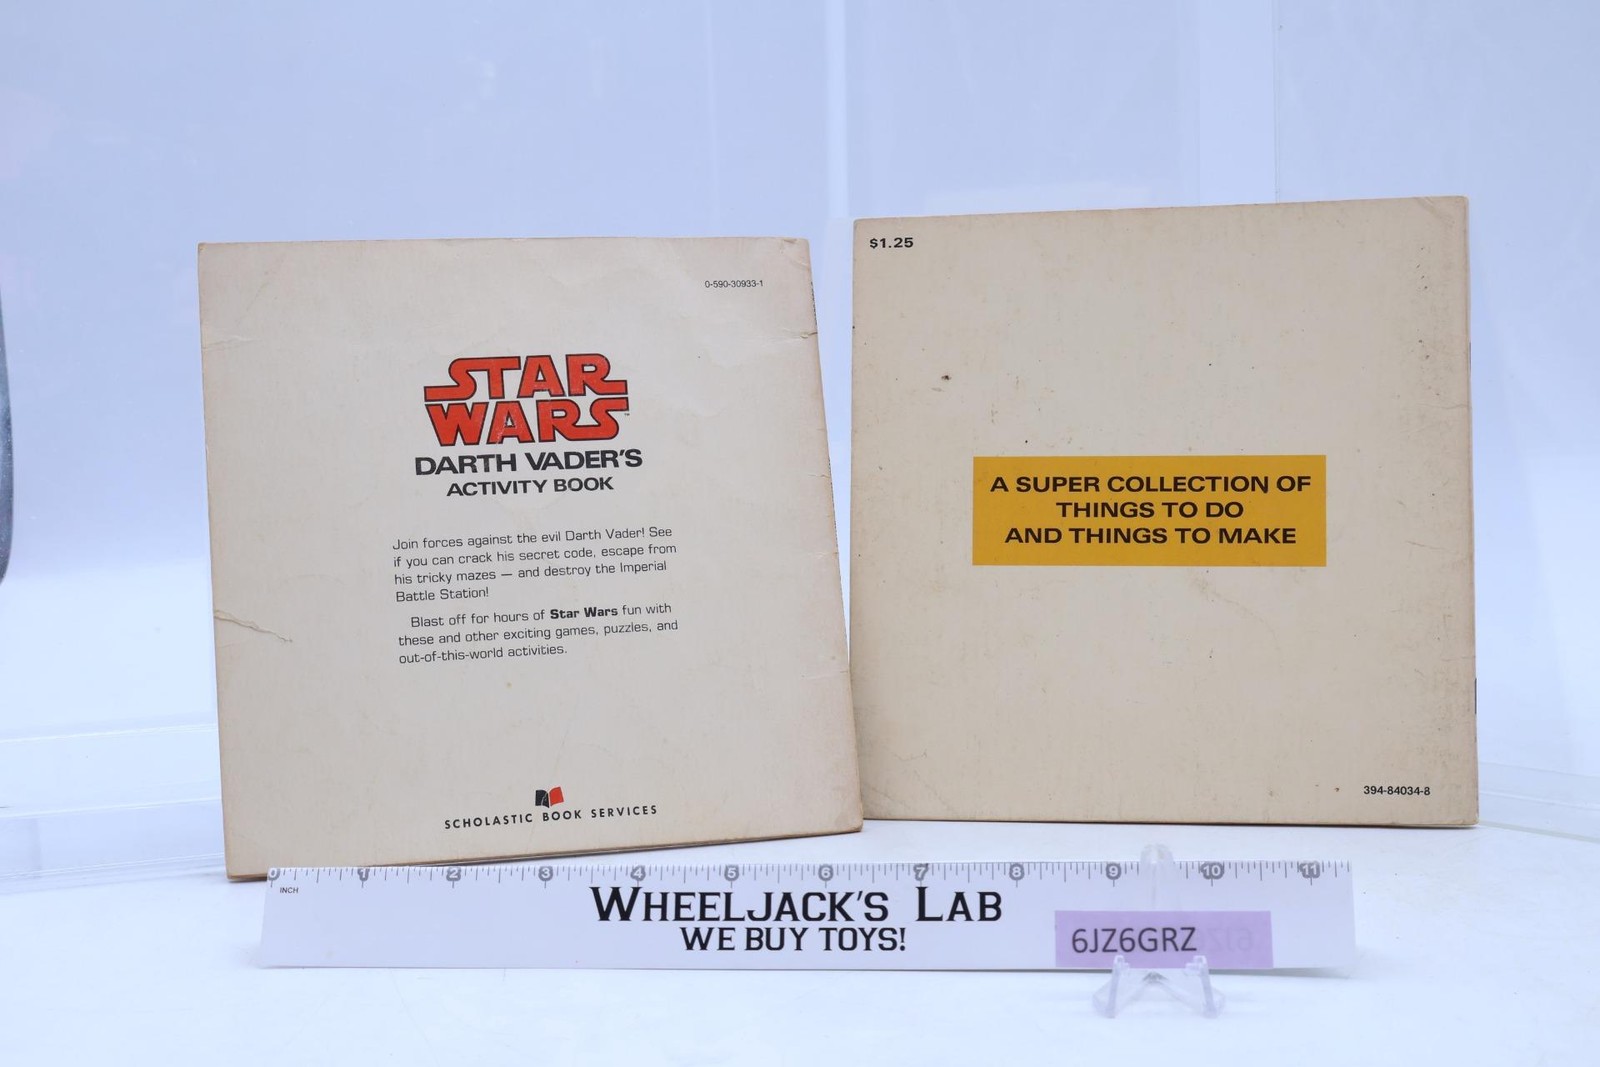 0-590-30933-1
STAR
WARS™
DARTH VADER'S
ACTIVITY BOOK
Join forces against the evil Darth Vader! See
if you can crack his secret code, escape from
his tricky mazes — and destroy the Imperial
Battle Station!
Blast off for hours of Star Wars fun with
these and other exciting games, puzzles, and
out-of-this-world activities.
SCHOLASTIC BOOK SERVICES
$1.25
A SUPER COLLECTION OF
THINGS TO DO
AND THINGS TO MAKE
394-84034-8
0 1 2 3 4 5 6 7 8 9 10 11
INCH
WHEELJACK'S LAB
WE BUY TOYS!
6JZ6GRZ